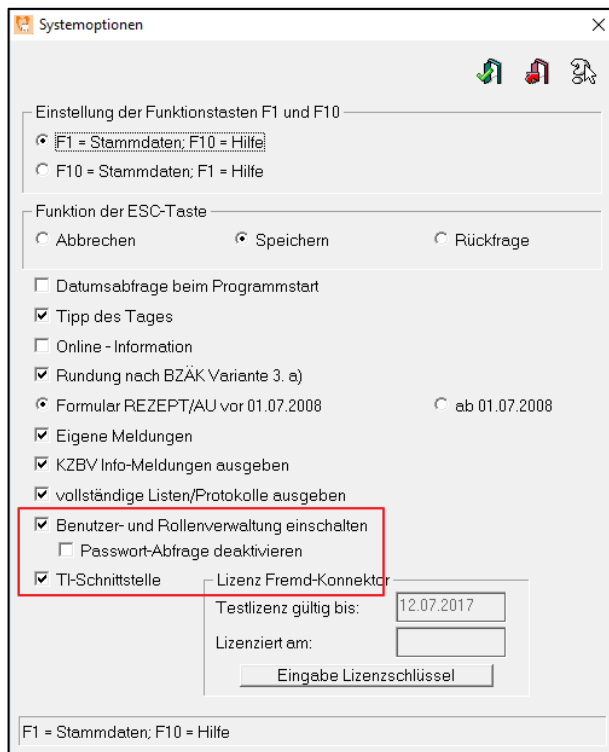 Systemoptionen
Einstellung der Funktionstasten F1 und F10
F1 = Stammdaten; F10 = Hilfe
F10 = Stammdaten; F1 = Hilfe
Funktion der ESC-Taste
Abbrechen Speichern Rückfrage
Datumsabfrage beim Programmstart
Tipp des Tages
Online - Information
Rundung nach BZÄK Variante 3. a)
Formular REZEPT/AU vor 01.07.2008 ab 01.07.2008
Eigene Meldungen
KZBV Info-Meldungen ausgeben
vollständige Listen/Protokolle ausgeben
Benutzer- und Rollenverwaltung einschalten
Passwort-Abfrage deaktivieren
TI-Schnittstelle Lizenz Fremd-Konnektor
Testlizenz gültig bis: 12.07.2017
Lizenziert am:
Eingabe Lizenzschlüssel
F1 = Stammdaten; F10 = Hilfe